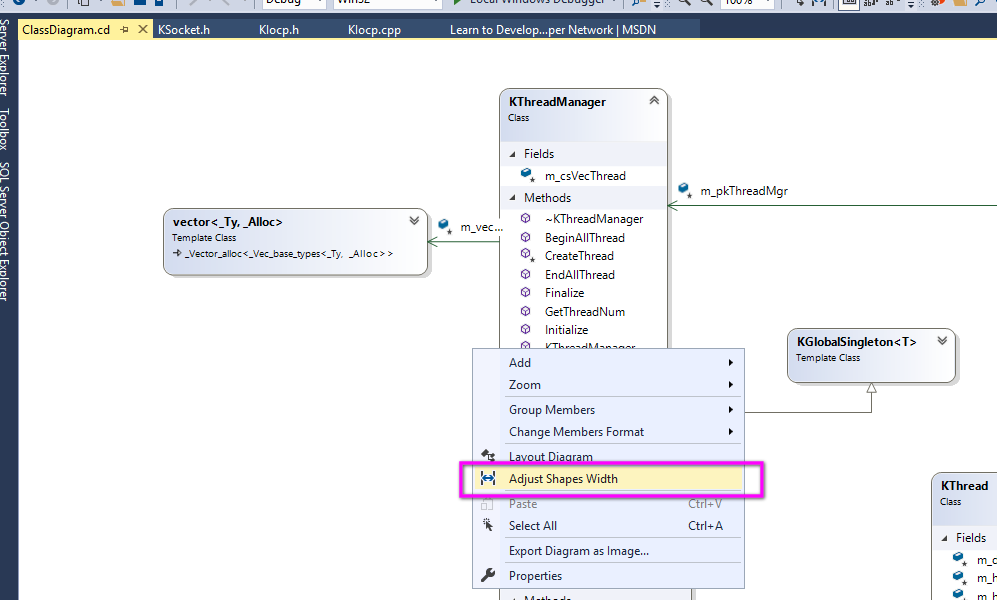 Debug Win32 Local Windows Debugger 100%
ClassDiagram.cd KSocket.h Klocp.h Klocp.cpp Learn to Develop...per Network | MSDN
Server Explorer
Toolbox
SQL Server Object Explorer
KThreadManager
Class
Fields
m_csVecThread
Methods
~KThreadManager
BeginAllThread
CreateThread
EndAllThread
Finalize
GetThreadNum
Initialize
KThreadManager
m_pkThreadMgr
vector<_Ty, _Alloc>
Template Class
_Vector_alloc<_Vec_base_types<_Ty, _Alloc>>
m_vec...
KGlobalSingleton<T>
Template Class
Add
Zoom
Group Members
Change Members Format
Layout Diagram
Adjust Shapes Width
Paste Ctrl+V
Select All Ctrl+A
Export Diagram as Image...
Properties
Methods
KThread
Class
Fields